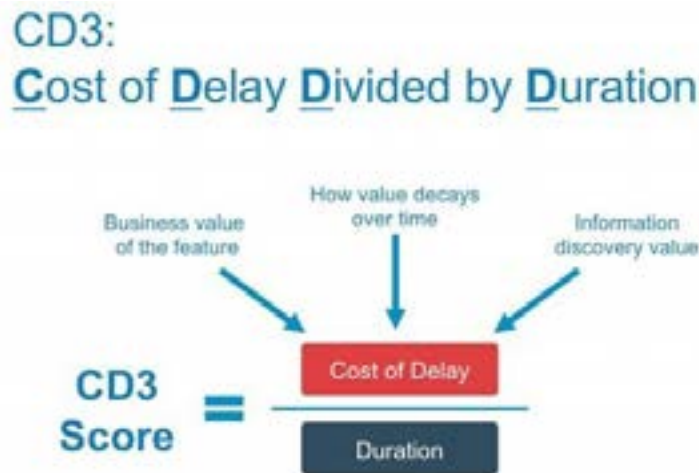 CD3:
Cost of Delay Divided by Duration
How value decays
over time
Business value
of the feature
Information
discovery value
CD3
Score
=
Cost of Delay
Duration